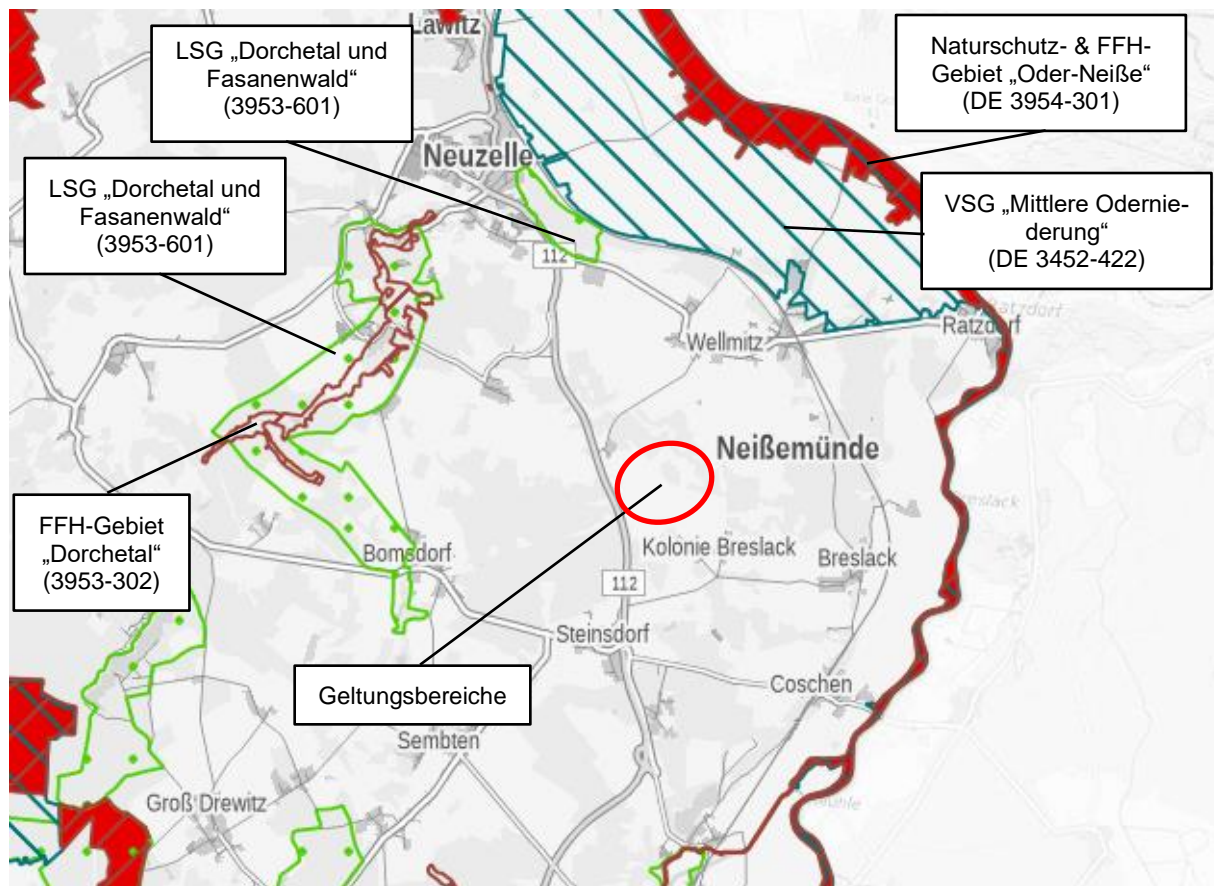 Lawitz
LSG „Dorchetal und
Fasanenwald“
(3953-601)
Naturschutz- & FFH-
Gebiet „Oder-Neiße“
(DE 3954-301)
Neuzelle
LSG „Dorchetal und
Fasanenwald“
(3953-601)
VSG „Mittlere Odernie-
derung“
(DE 3452-422)
112
Ratzdorf
Ratzdorf
Wellmitz
Neißemünde
FFH-Gebiet
„Dorchetal“
(3953-302)
Breslack
Kolonie Breslack
Bomsdorf
Breslack
112
Steinsdorf
Geltungsbereiche
Coschen
Sembten
Groß Drewitz